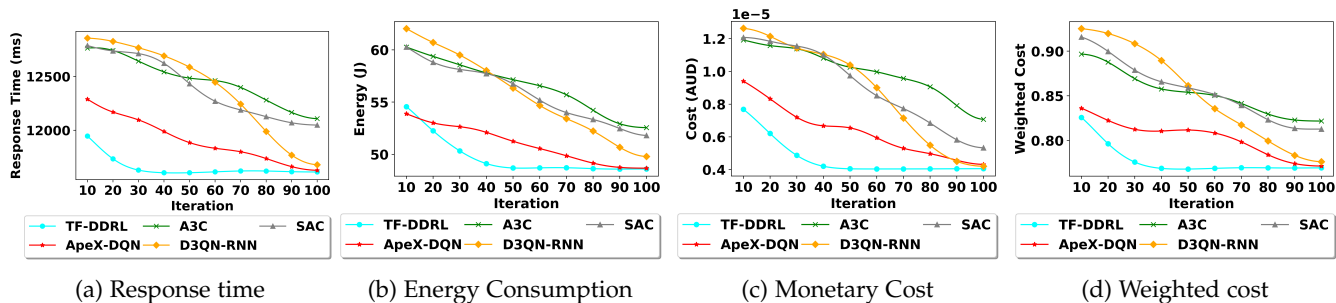 Response Time (ms)
12500
12000
10 20 30 40 50 60 70 80 90 100
Iteration
TF-DDRL
A3C
SAC
ApeX-DQN
D3QN-RNN
(a) Response time
Energy (J)
60
55
50
10 20 30 40 50 60 70 80 90 100
Iteration
TF-DDRL
A3C
SAC
ApeX-DQN
D3QN-RNN
(b) Energy Consumption
1e−5
Cost (AUD)
1.2
1.0
0.8
0.6
0.4
10 20 30 40 50 60 70 80 90 100
Iteration
TF-DDRL
A3C
SAC
ApeX-DQN
D3QN-RNN
(c) Monetary Cost
Weighted Cost
0.90
0.85
0.80
10 20 30 40 50 60 70 80 90 100
Iteration
TF-DDRL
A3C
SAC
ApeX-DQN
D3QN-RNN
(d) Weighted cost